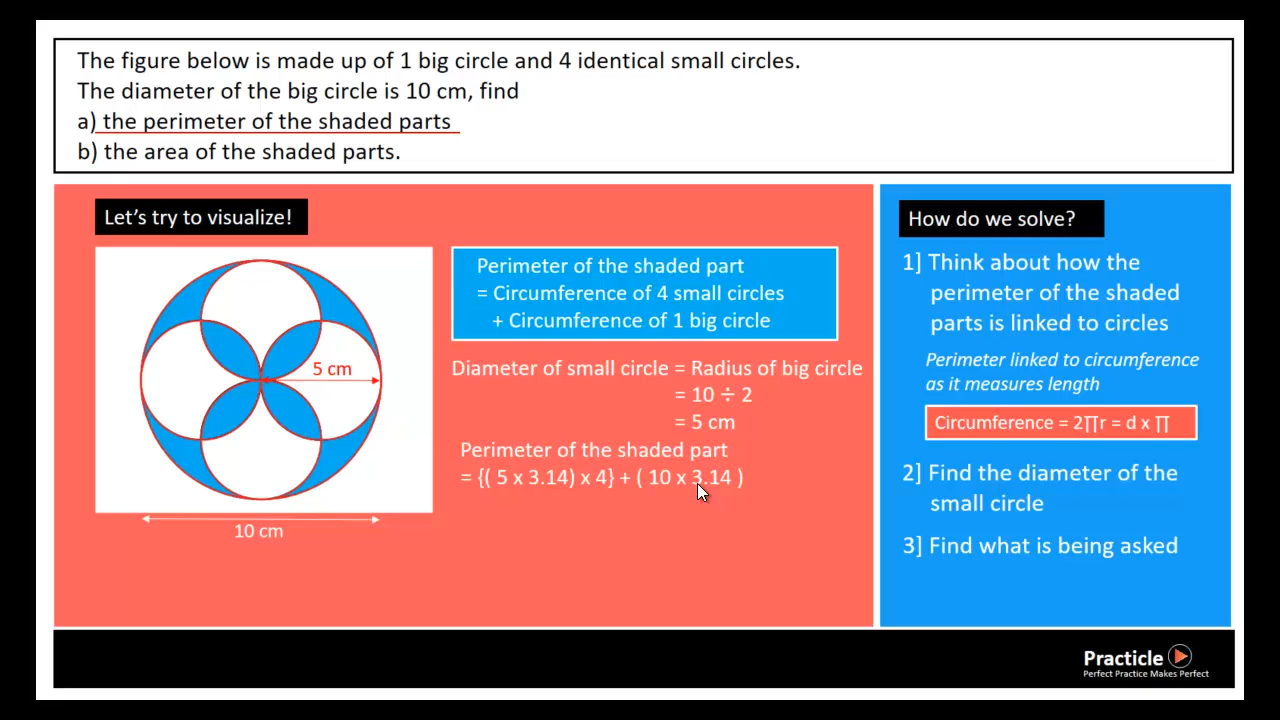 The figure below is made up of 1 big circle and 4 identical small circles.
The diameter of the big circle is 10 cm, find
a) the perimeter of the shaded parts
b) the area of the shaded parts.
Let's try to visualize!
5 cm
10 cm
Perimeter of the shaded part
= Circumference of 4 small circles
+ Circumference of 1 big circle
Diameter of small circle = Radius of big circle
= 10 ÷ 2
= 5 cm
Perimeter of the shaded part
= {( 5 x 3.14) x 4} + ( 10 x 3.14 )
How do we solve?
1] Think about how the
perimeter of the shaded
parts is linked to circles
Perimeter linked to circumference
as it measures length
Circumference = 2∏r = d x ∏
2] Find the diameter of the
small circle
3] Find what is being asked
Practicle
Perfect Practice Makes Perfect